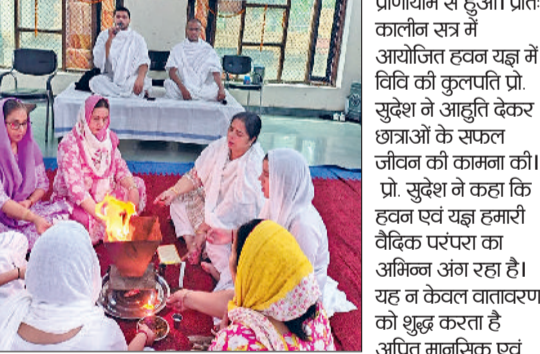 प्राणायाम से हुआ। प्रातः
कालीन सत्र में
आयोजित हवन यज्ञ में
विवि की कुलपति प्रो.
सुदेश ने आहुति देकर
छात्राओं के सफल
जीवन की कामना की।
प्रो. सुदेश ने कहा कि
हवन एवं यज्ञ हमारी
वैदिक परंपरा का
अभिन्न अंग रहा है।
यह न केवल वातावरण
को शुद्ध करता है
अपितु मानसिक एवं